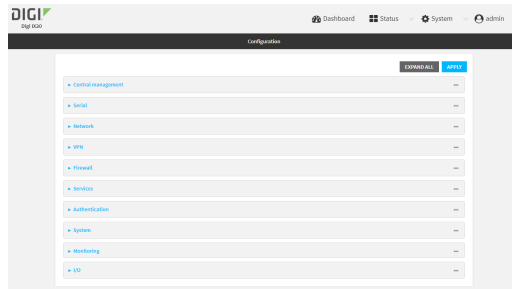 DIGI
Digi IX20
Dashboard
Status
System
admin
Configuration
EXPAND ALL
APPLY
Central management
Serial
Network
VPN
Firewall
Services
Authentication
System
Monitoring
I/O